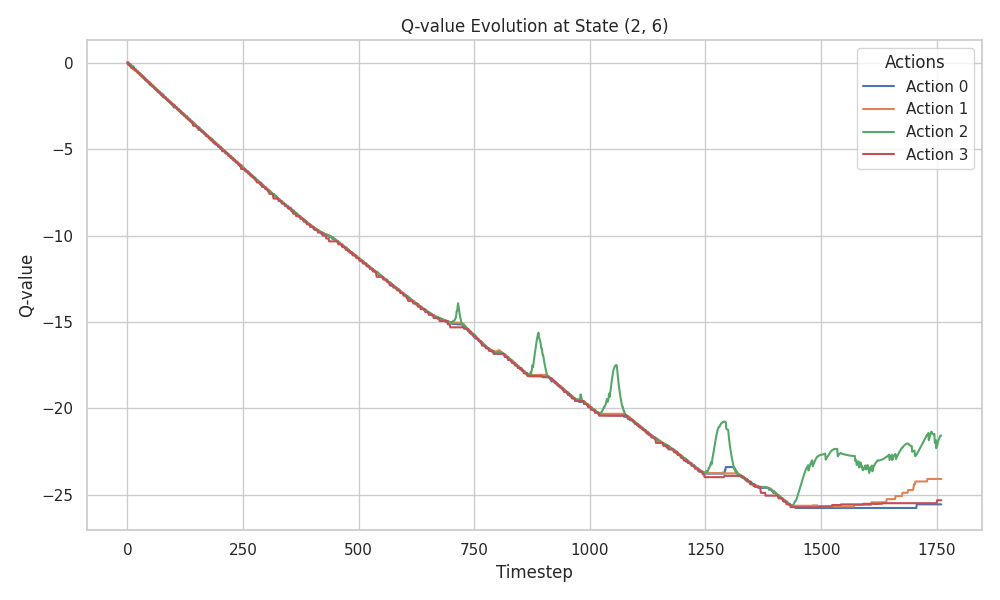 Q-value Evolution at State (2, 6)
Actions
Action 0
Action 1
Action 2
Action 3
Q-value
0
−5
−10
−15
−20
−25
0 250 500 750 1000 1250 1500 1750
Timestep